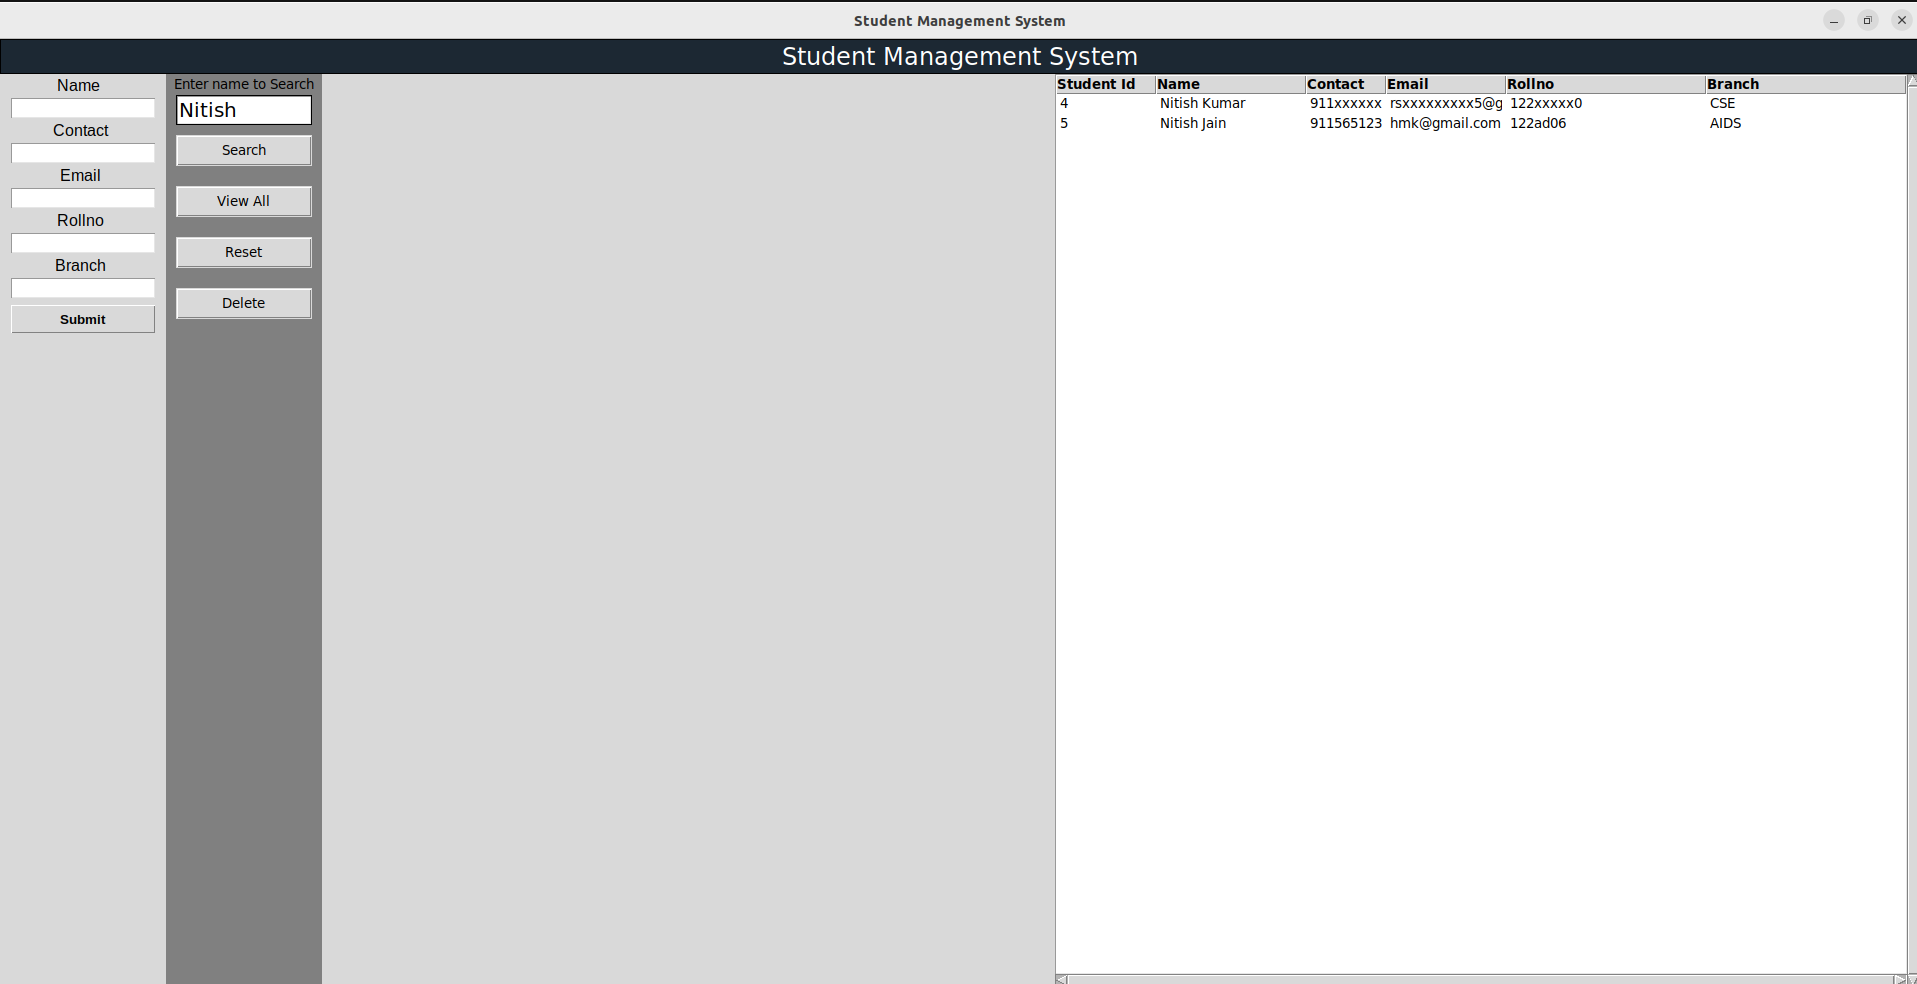 Student Management System
Student Management System
Name
Contact
Email
Rollno
Branch
Submit
Enter name to Search
Nitish
Search
View All
Reset
Delete
Student Id Name Contact Email Rollno Branch
4 Nitish Kumar 911xxxxxx rsxxxxxxxxx5@g 122xxxxx0 CSE
5 Nitish Jain 911565123 hmk@gmail.com 122ad06 AIDS